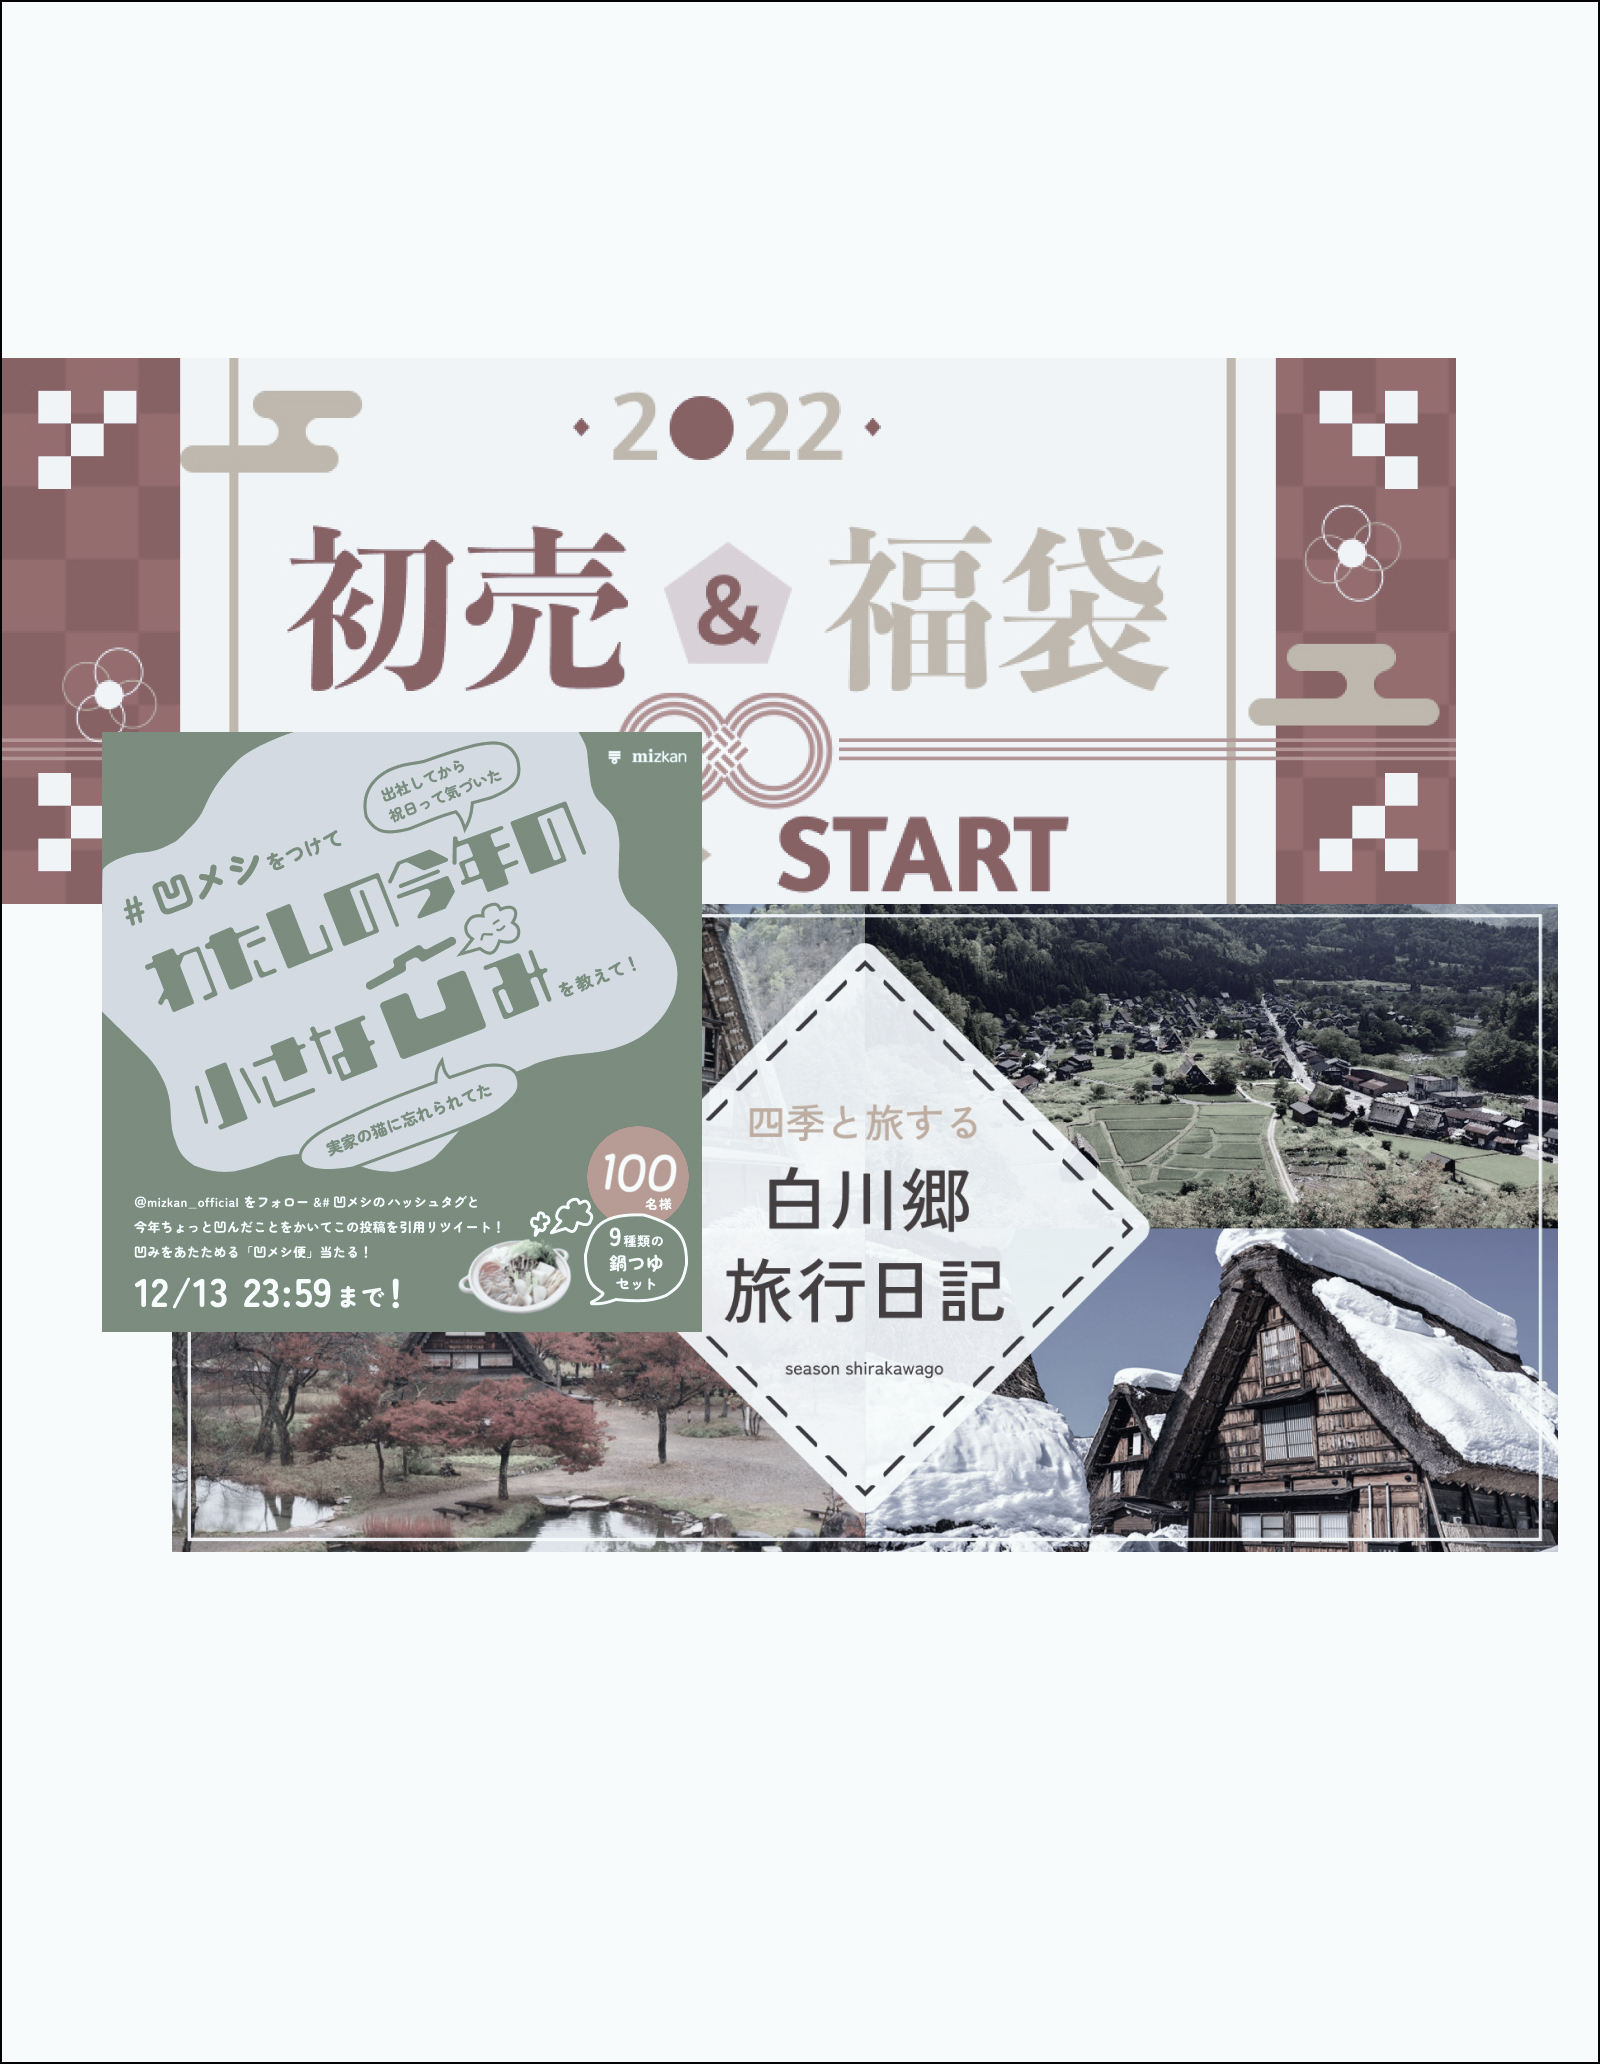 2●22
初売 & 福袋
START
mizkan
出社してから
祝日って気づいた
#凹メシをつけて
わたしの今年の
へこ
小さな凹みを教えて!
実家の猫に忘れられてた
@mizkan_official をフォロー &# 凹メシのハッシュタグと
今年ちょっと凹んだことをかいてこの投稿を引用リツイート!
凹みをあたためる「凹メシ便」当たる!
12/13 23:59 まで!
100
名様
9種類の
鍋つゆ
セット
四季と旅する
白川郷
旅行日記
season shirakawago